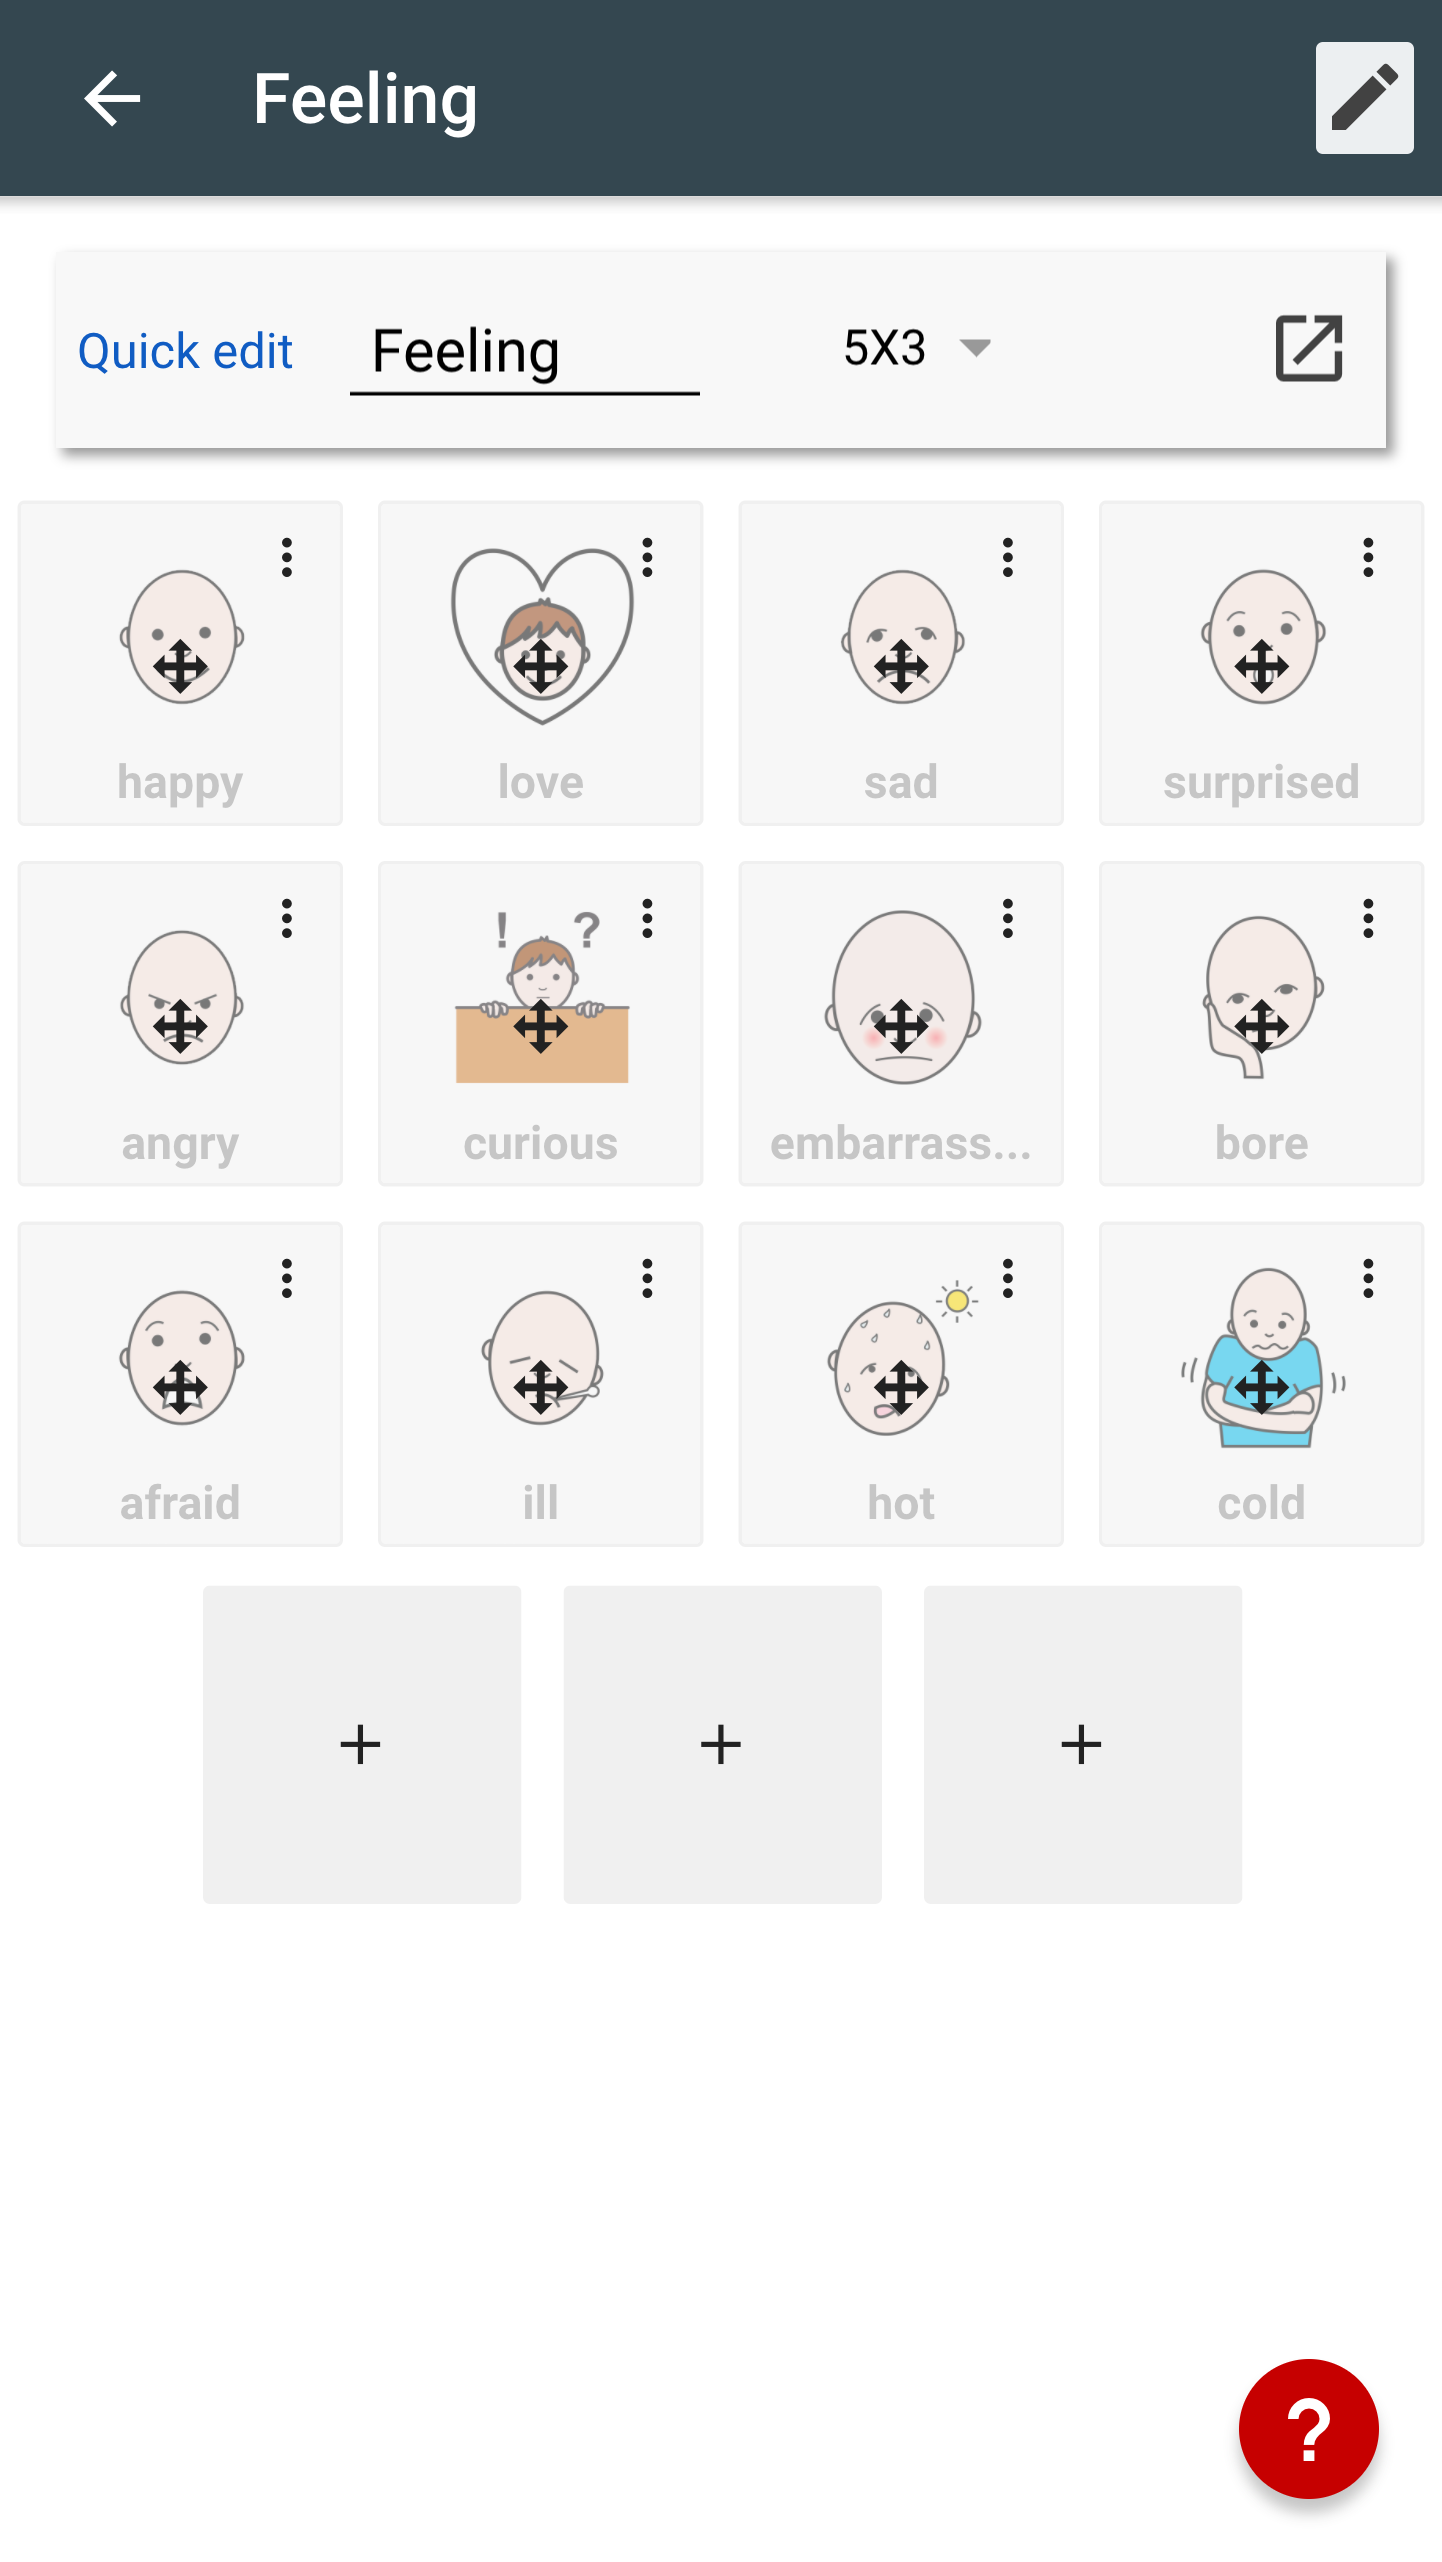 Feeling
Quick edit Feeling 5X3
happy love sad surprised
! ?
angry curious embarrass... bore
afraid ill hot cold
+ + +
?